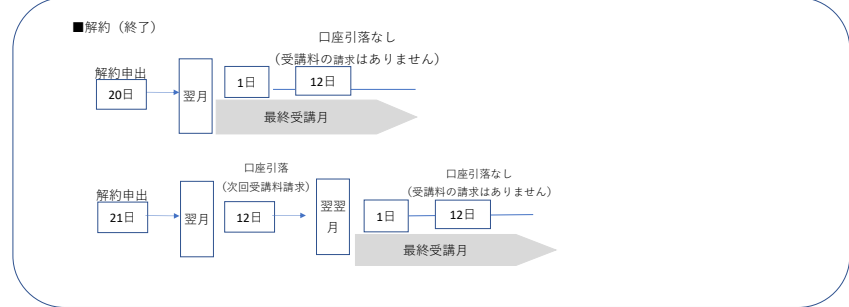 ■解約（終了）
口座引落なし
（受講料の請求はありません）
解約申出
20日
翌月
1日
12日
最終受講月
口座引落
（次回受講料請求）
口座引落なし
（受講料の請求はありません）
解約申出
21日
翌月
12日
翌翌
月
1日
12日
最終受講月